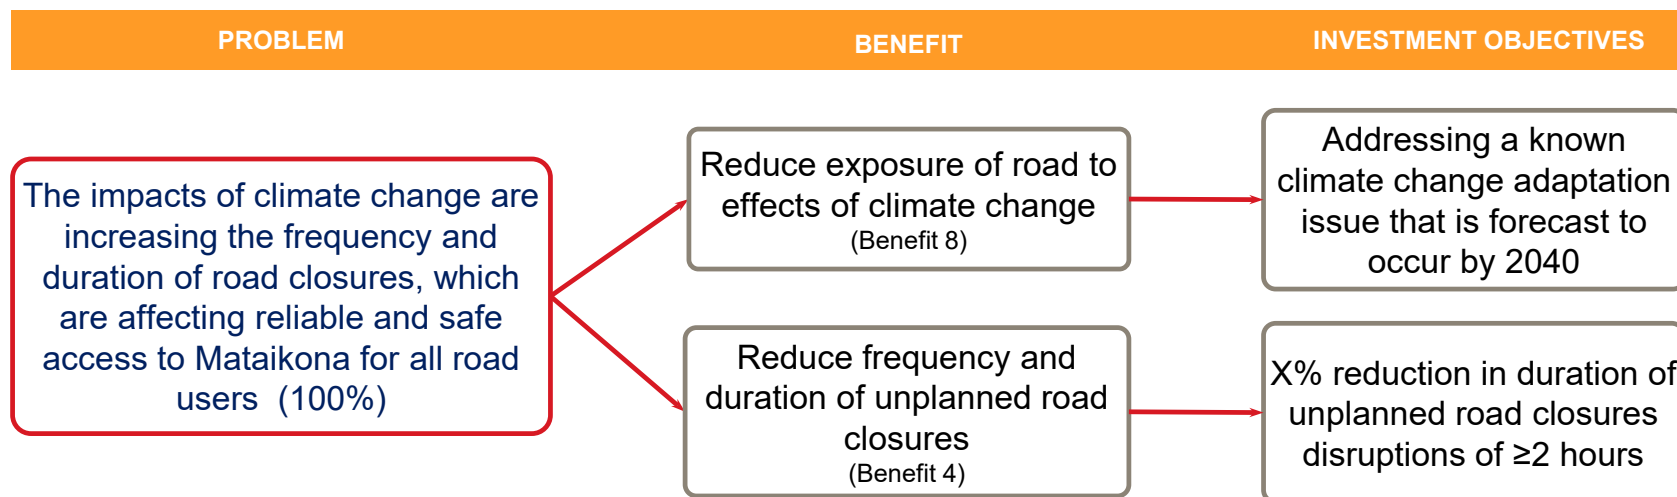 PROBLEM
BENEFIT
INVESTMENT OBJECTIVES
The impacts of climate change are
increasing the frequency and
duration of road closures, which
are affecting reliable and safe
access to Mataikona for all road
users (100%)
Reduce exposure of road to
effects of climate change
(Benefit 8)
Addressing a known
climate change adaptation
issue that is forecast to
occur by 2040
Reduce frequency and
duration of unplanned road
closures
(Benefit 4)
X% reduction in duration of
unplanned road closures
disruptions of ≥2 hours